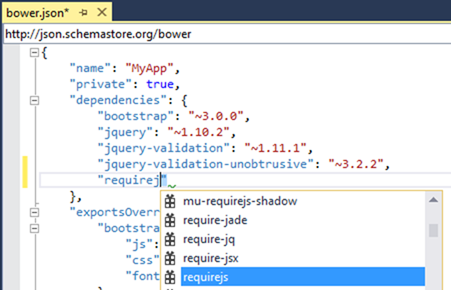 bower.json*
http://json.schemastore.org/bower
{
"name": "MyApp",
"private": true,
"dependencies": {
"bootstrap": "~3.0.0",
"jquery": "~1.10.2",
"jquery-validation": "~1.11.1",
"jquery-validation-unobtrusive": "~3.2.2",
"requirej"
},
mu-requirejs-shadow
require-jade
"exportsOverr
require-jq
"bootstra
require-jsx
"js":
requirejs
"css"
"font